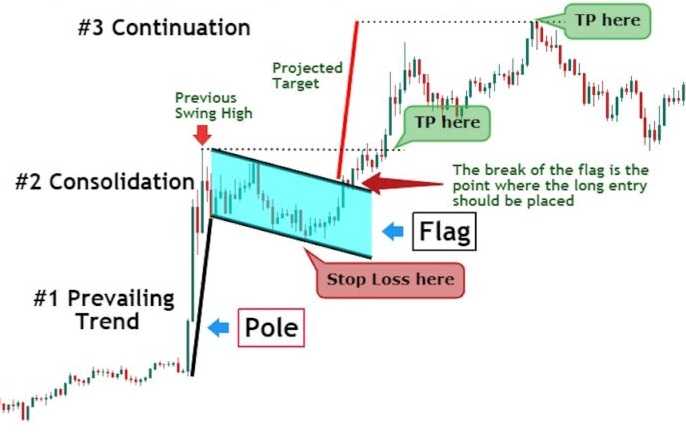 #3 Continuation
TP here
Projected
Target
Previous
Swing High
TP here
#2 Consolidation
The break of the flag is the
point where the long entry
should be placed
Flag
Stop Loss here
#1 Prevailing
Trend
Pole